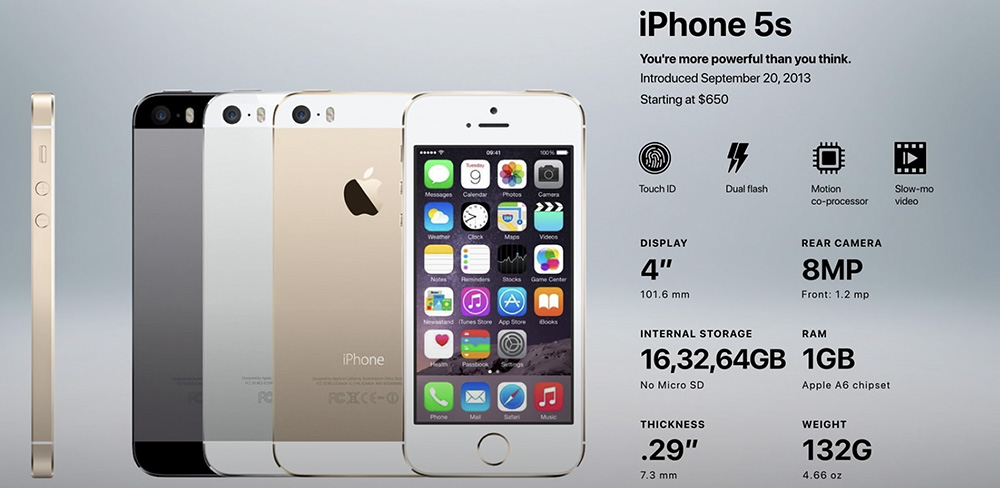 iPhone 5s
You're more powerful than you think.
Introduced September 20, 2013
Starting at $650
Touch ID
Dual flash
Motion
co-processor
Slow-mo
video
DISPLAY
4″
101.6 mm
REAR CAMERA
8MP
Front: 1.2 mp
INTERNAL STORAGE
16,32,64GB
No Micro SD
RAM
1GB
Apple A6 chipset
THICKNESS
.29″
7.3 mm
WEIGHT
132G
4.66 oz
iPhone
09:41
100%
Tuesday
9
Messages Calendar Photos Camera
Weather Clock Maps Videos
Notes Reminders Stocks Game Center
Newsstand iTunes Store App Store iBooks
Health Passbook Settings
Phone Mail Safari Music